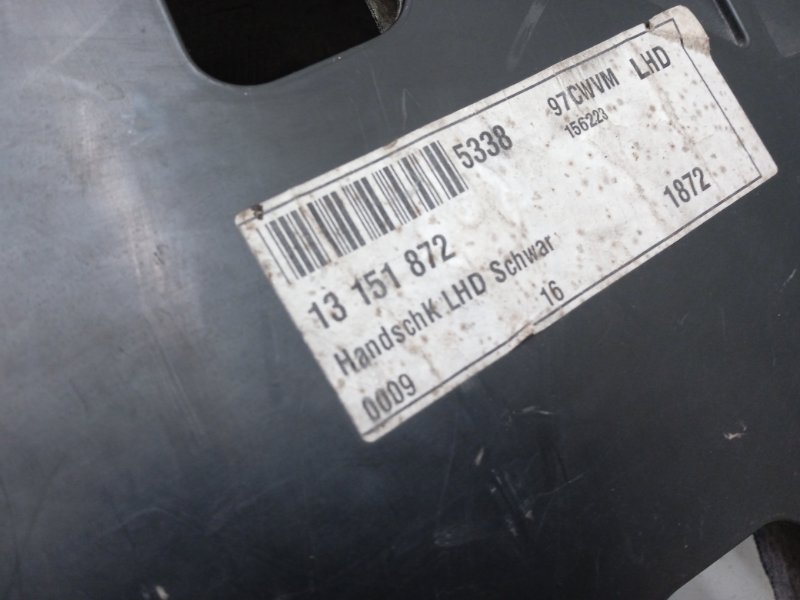 5338 97CWVM LHD
156223
13 151 872 1872
HandschK LHD Schwar
0009 16